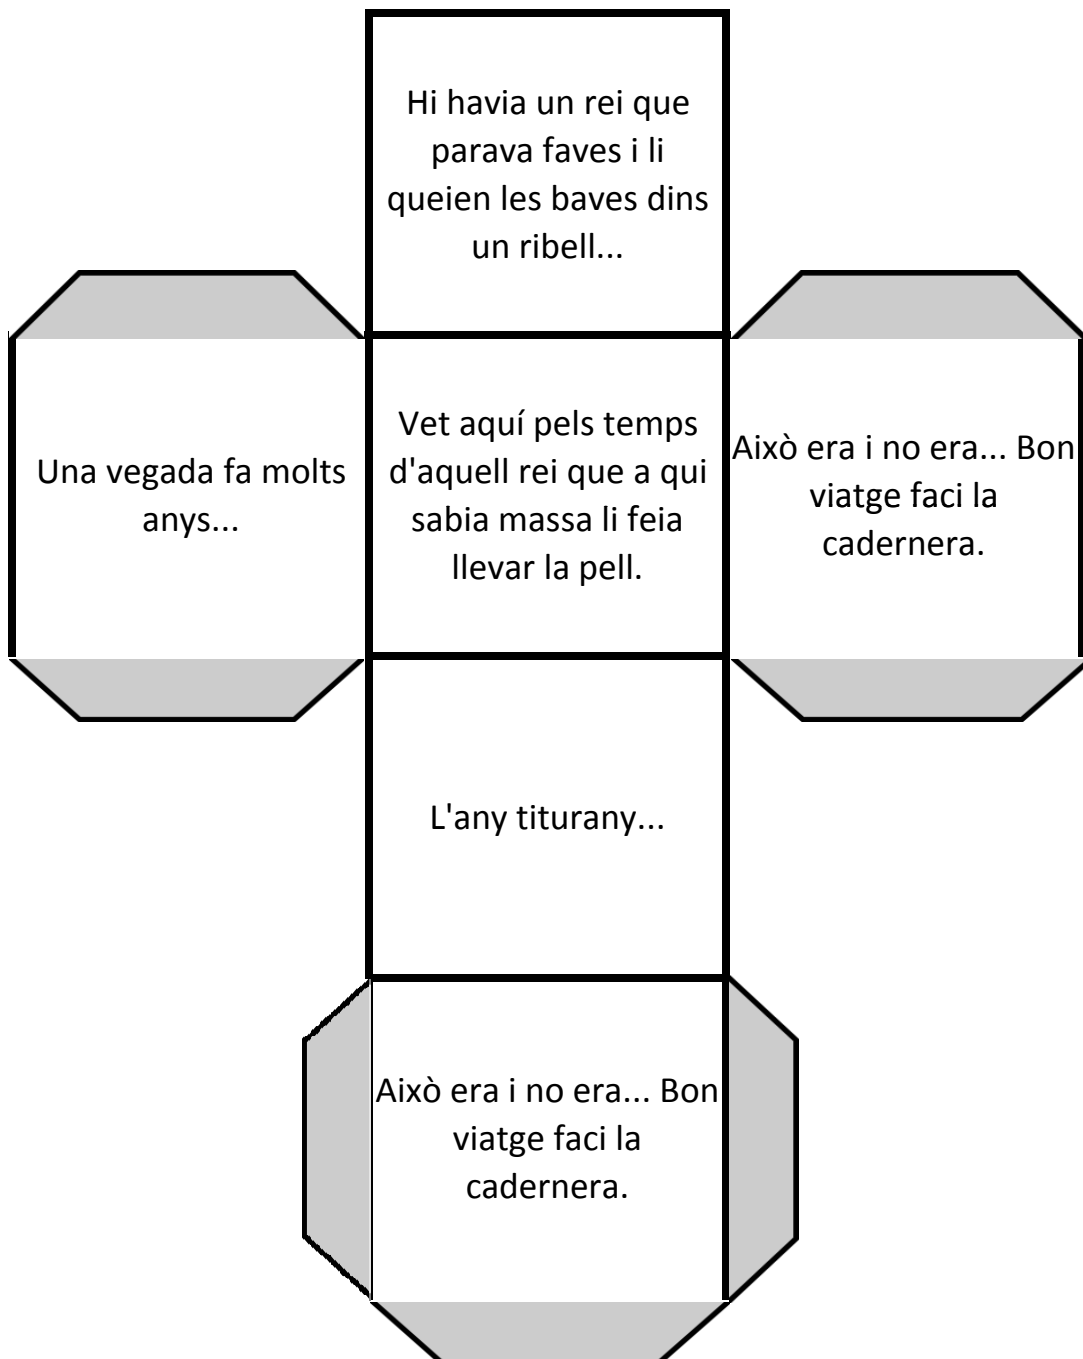 Hi havia un rei que
parava faves i li
queien les baves dins
un ribell...
Una vegada fa molts
anys...
Vet aquí pels temps
d'aquell rei que a qui
sabia massa li feia
llevar la pell.
Això era i no era... Bon
viatge faci la
cadernera.
L'any titurany...
Això era i no era... Bon
viatge faci la
cadernera.